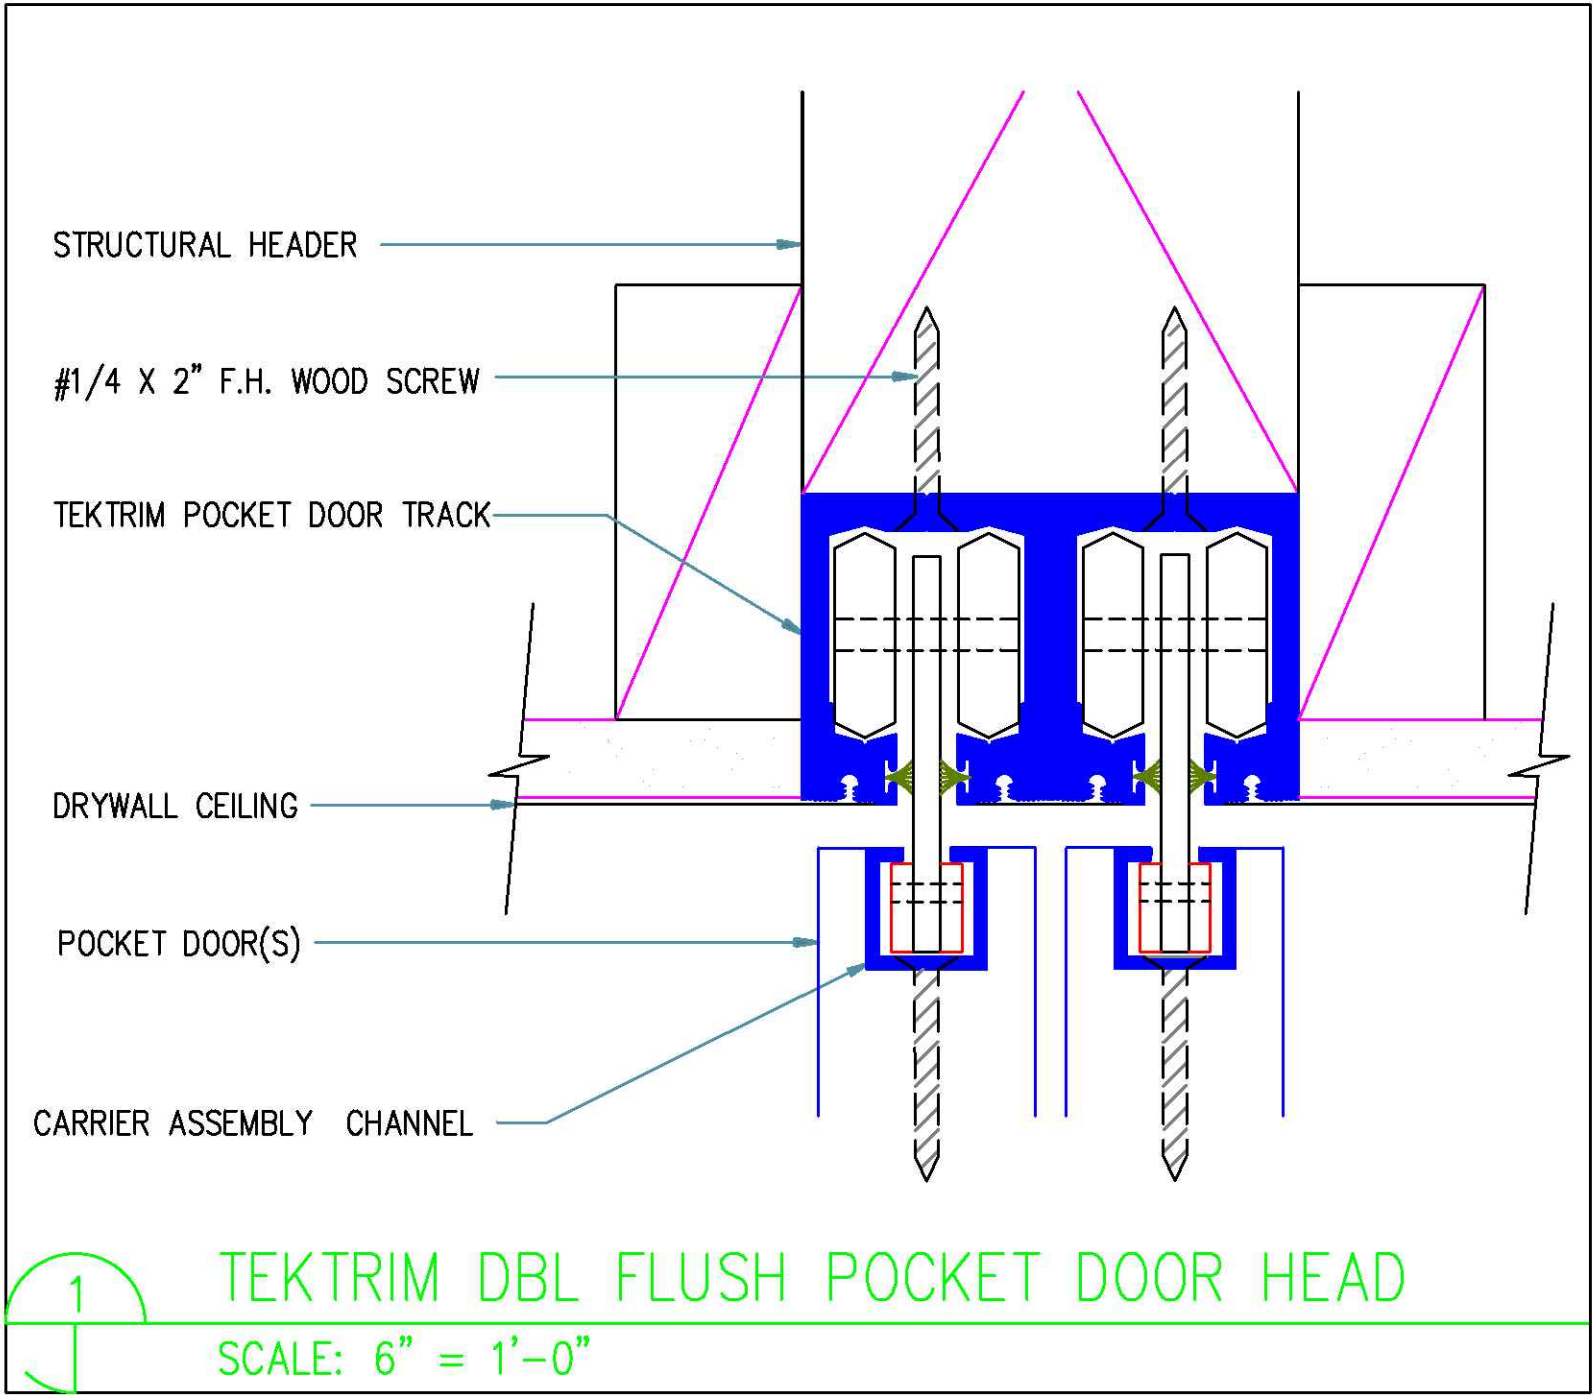 STRUCTURAL HEADER
#1/4 X 2" F.H. WOOD SCREW
TEKTRIM POCKET DOOR TRACK
DRYWALL CEILING
POCKET DOOR(S)
CARRIER ASSEMBLY CHANNEL
1
TEKTRIM DBL FLUSH POCKET DOOR HEAD
SCALE: 6" = 1'-0"